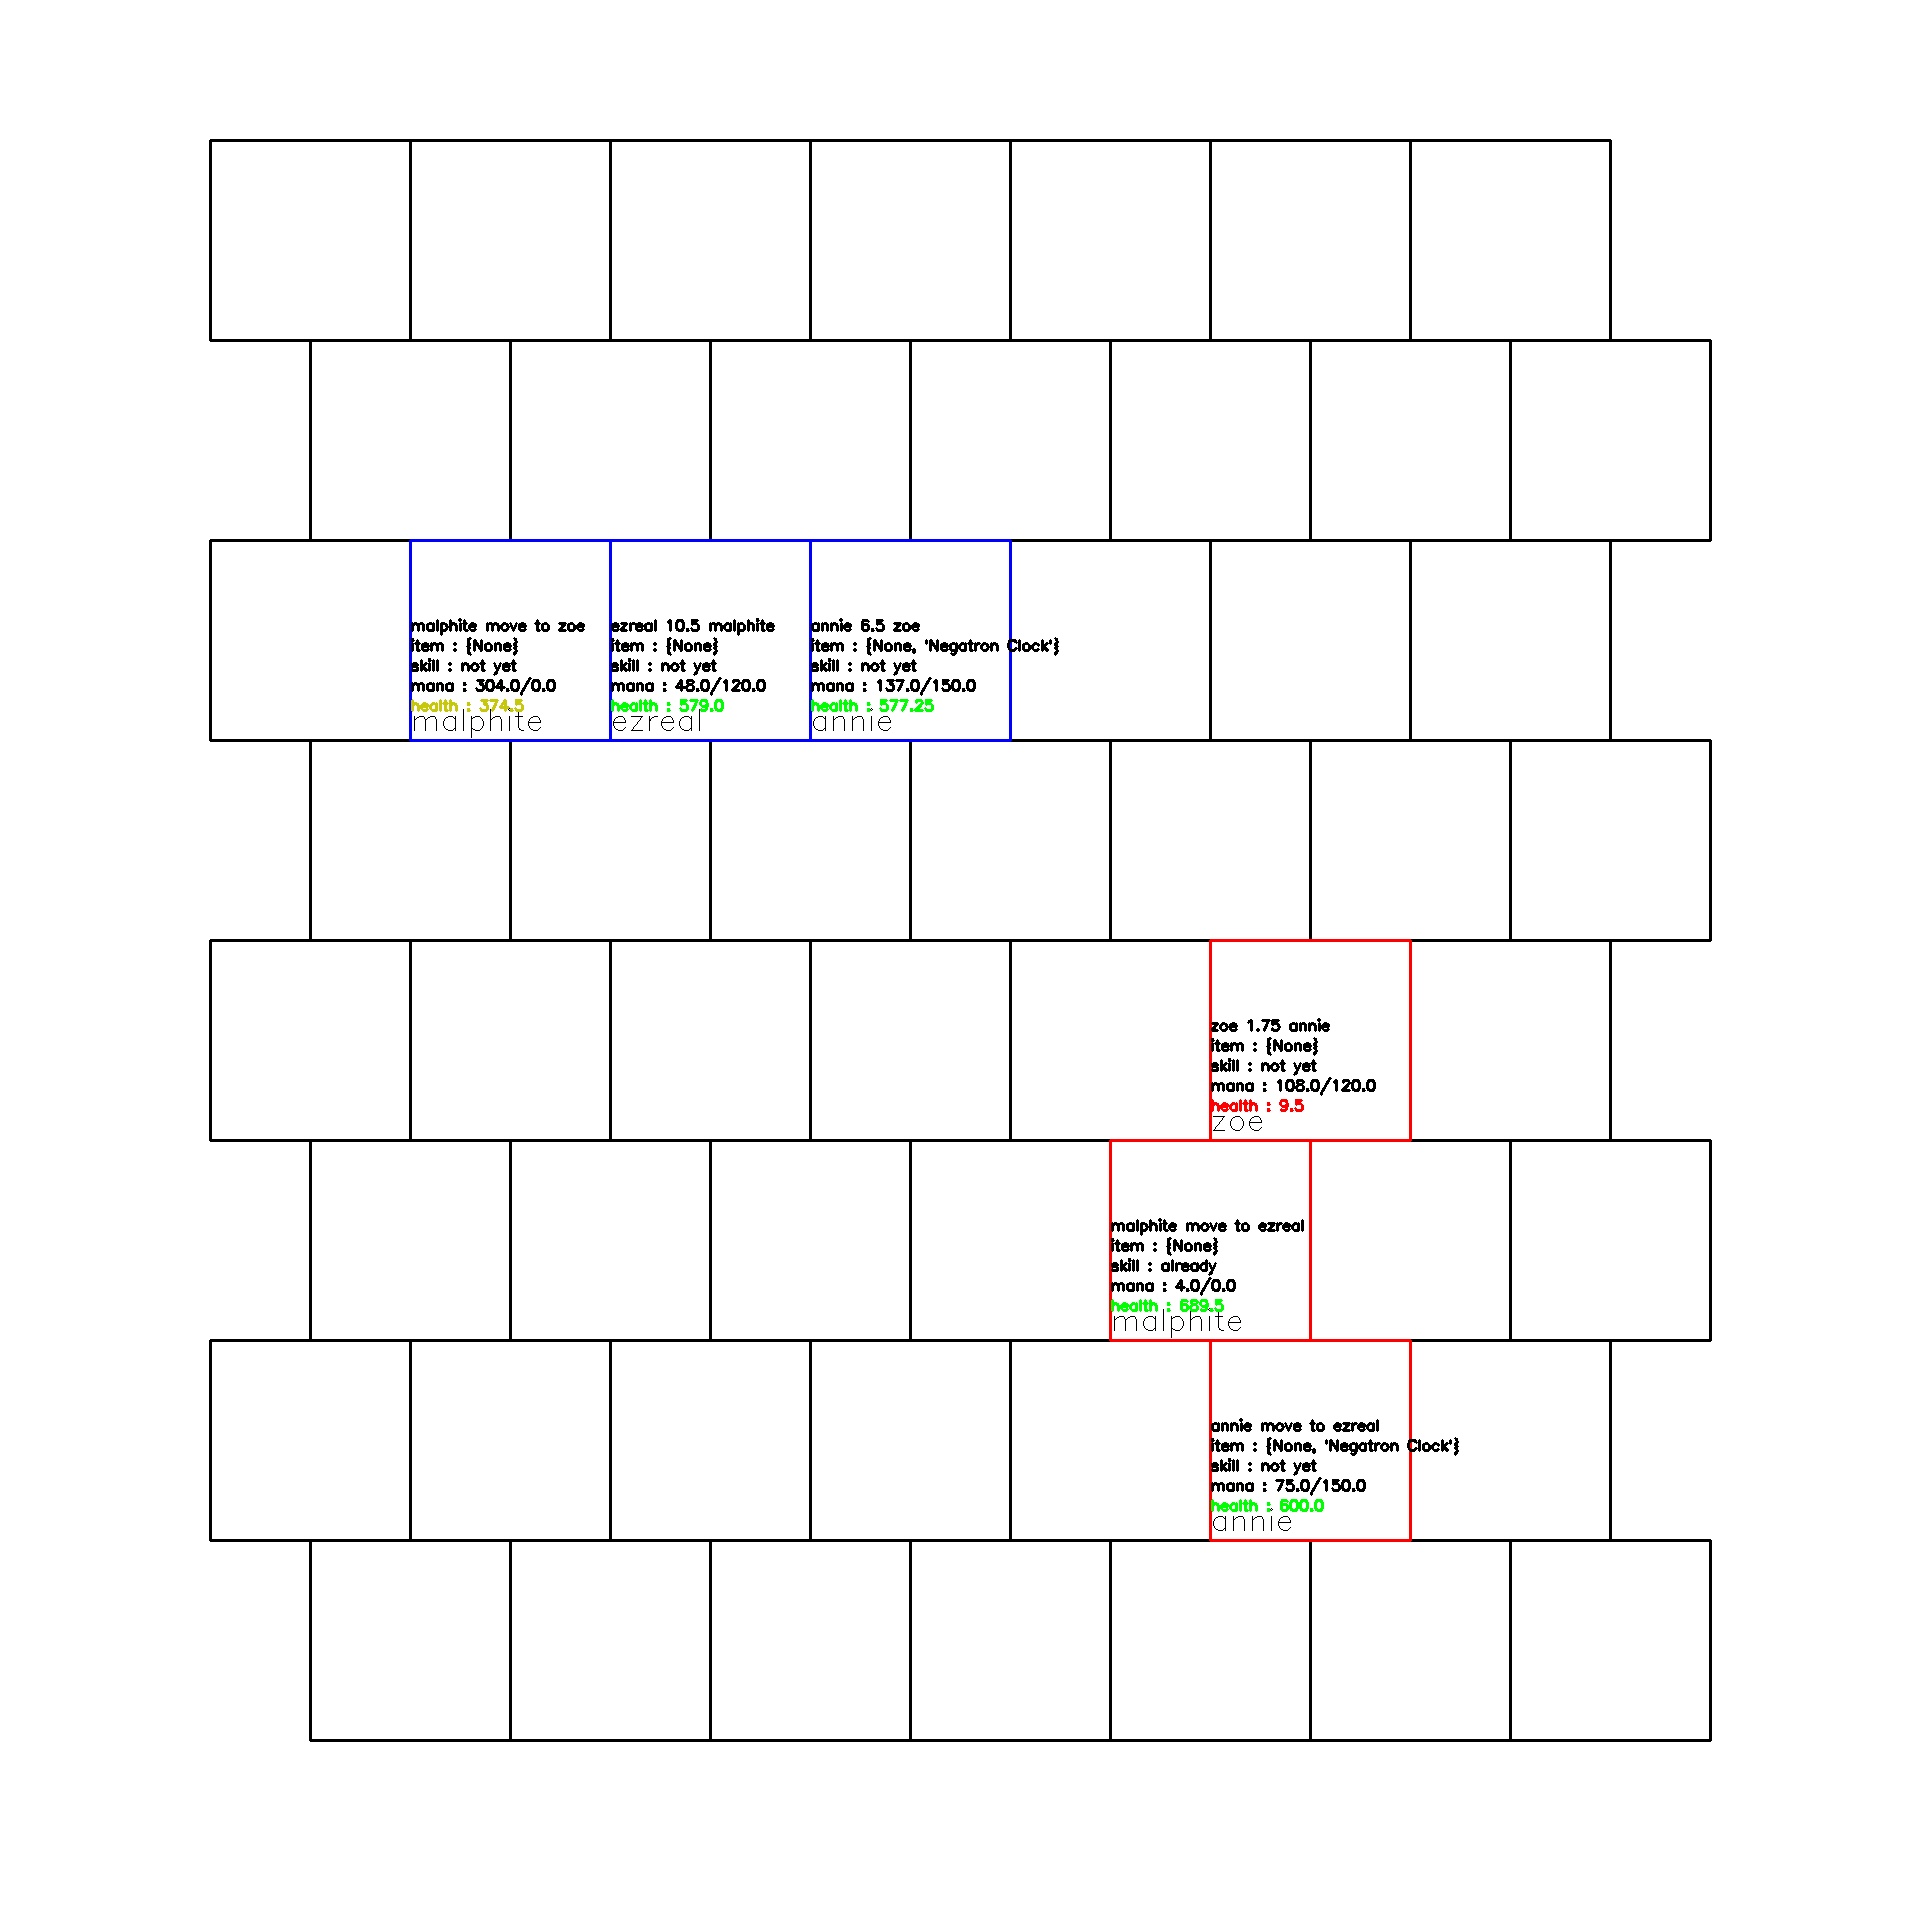 malphite move to zoe
item : {None}
skill : not yet
mana : 304.0/0.0
health : 374.5
malphite
ezreal 10.5 malphite
item : {None}
skill : not yet
mana : 48.0/120.0
health : 579.0
ezreal
annie 6.5 zoe
item : {None, 'Negatron Clock'}
skill : not yet
mana : 137.0/150.0
health : 577.25
annie
zoe 1.75 annie
item : {None}
skill : not yet
mana : 108.0/120.0
health : 9.5
zoe
malphite move to ezreal
item : {None}
skill : already
mana : 4.0/0.0
health : 689.5
malphite
annie move to ezreal
item : {None, 'Negatron Clock'}
skill : not yet
mana : 75.0/150.0
health : 600.0
annie